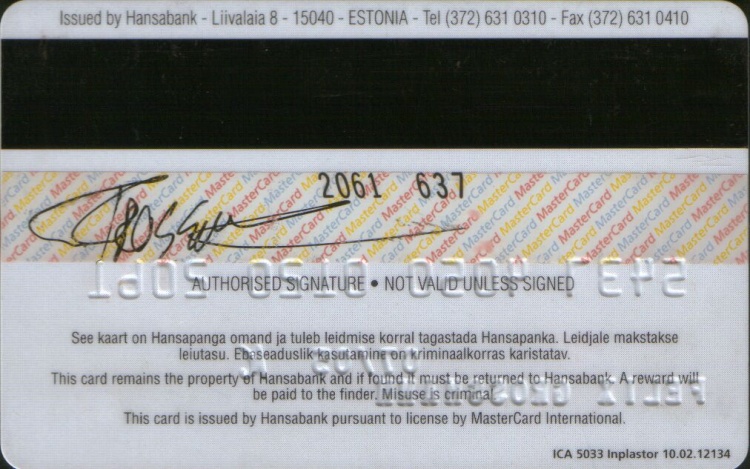 Issued by Hansabank - Liivalaia 8 - 15040 - ESTONIA - Tel (372) 631 0310 - Fax (372) 631 0410
2061 637
AUTHORISED SIGNATURE • NOT VALID UNLESS SIGNED
See kaart on Hansapanga omand ja tuleb leidmise korral tagastada Hansapanka. Leidjale makstakse
leiutasu. Ebaseaduslik kasutamine on kriminaalkorras karistatav.
This card remains the property of Hansabank and if found it must be returned to Hansabank. A reward will
be paid to the finder. Misuse is criminal.
This card is issued by Hansabank pursuant to license by MasterCard International.
ICA 5033 Inplastor 10.02.12134